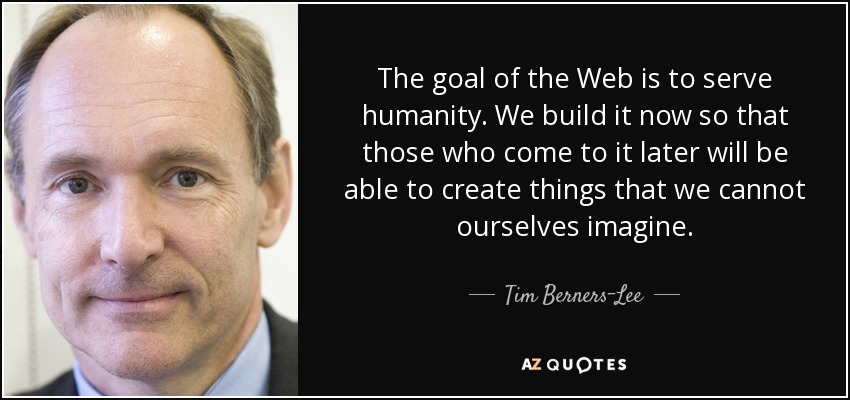 The goal of the Web is to serve
humanity. We build it now so that
those who come to it later will be
able to create things that we cannot
ourselves imagine.
Tim Berners-Lee
AZ QUOTES